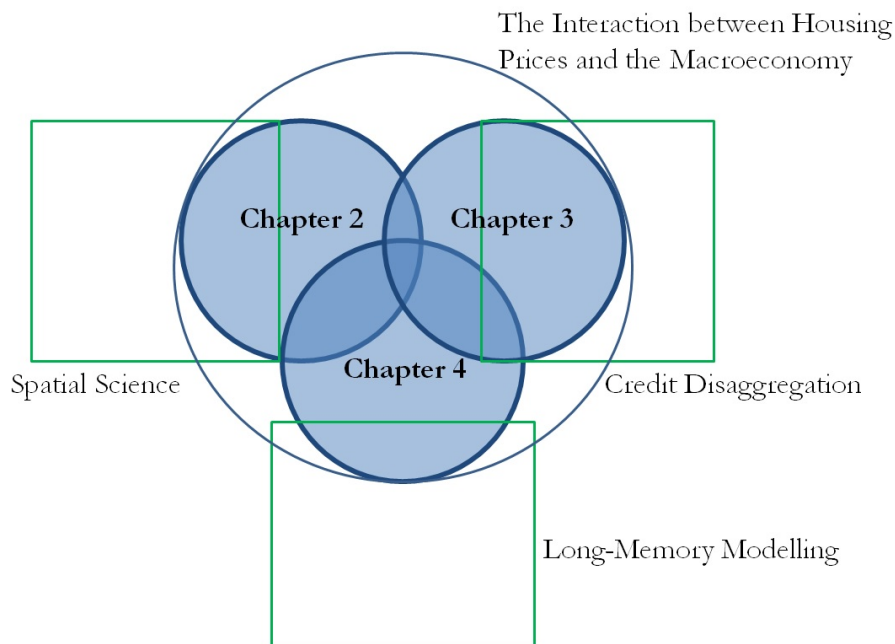 The Interaction between Housing
Prices and the Macroeconomy
Chapter 2
Chapter 3
Chapter 4
Spatial Science
Credit Disaggregation
Long-Memory Modelling